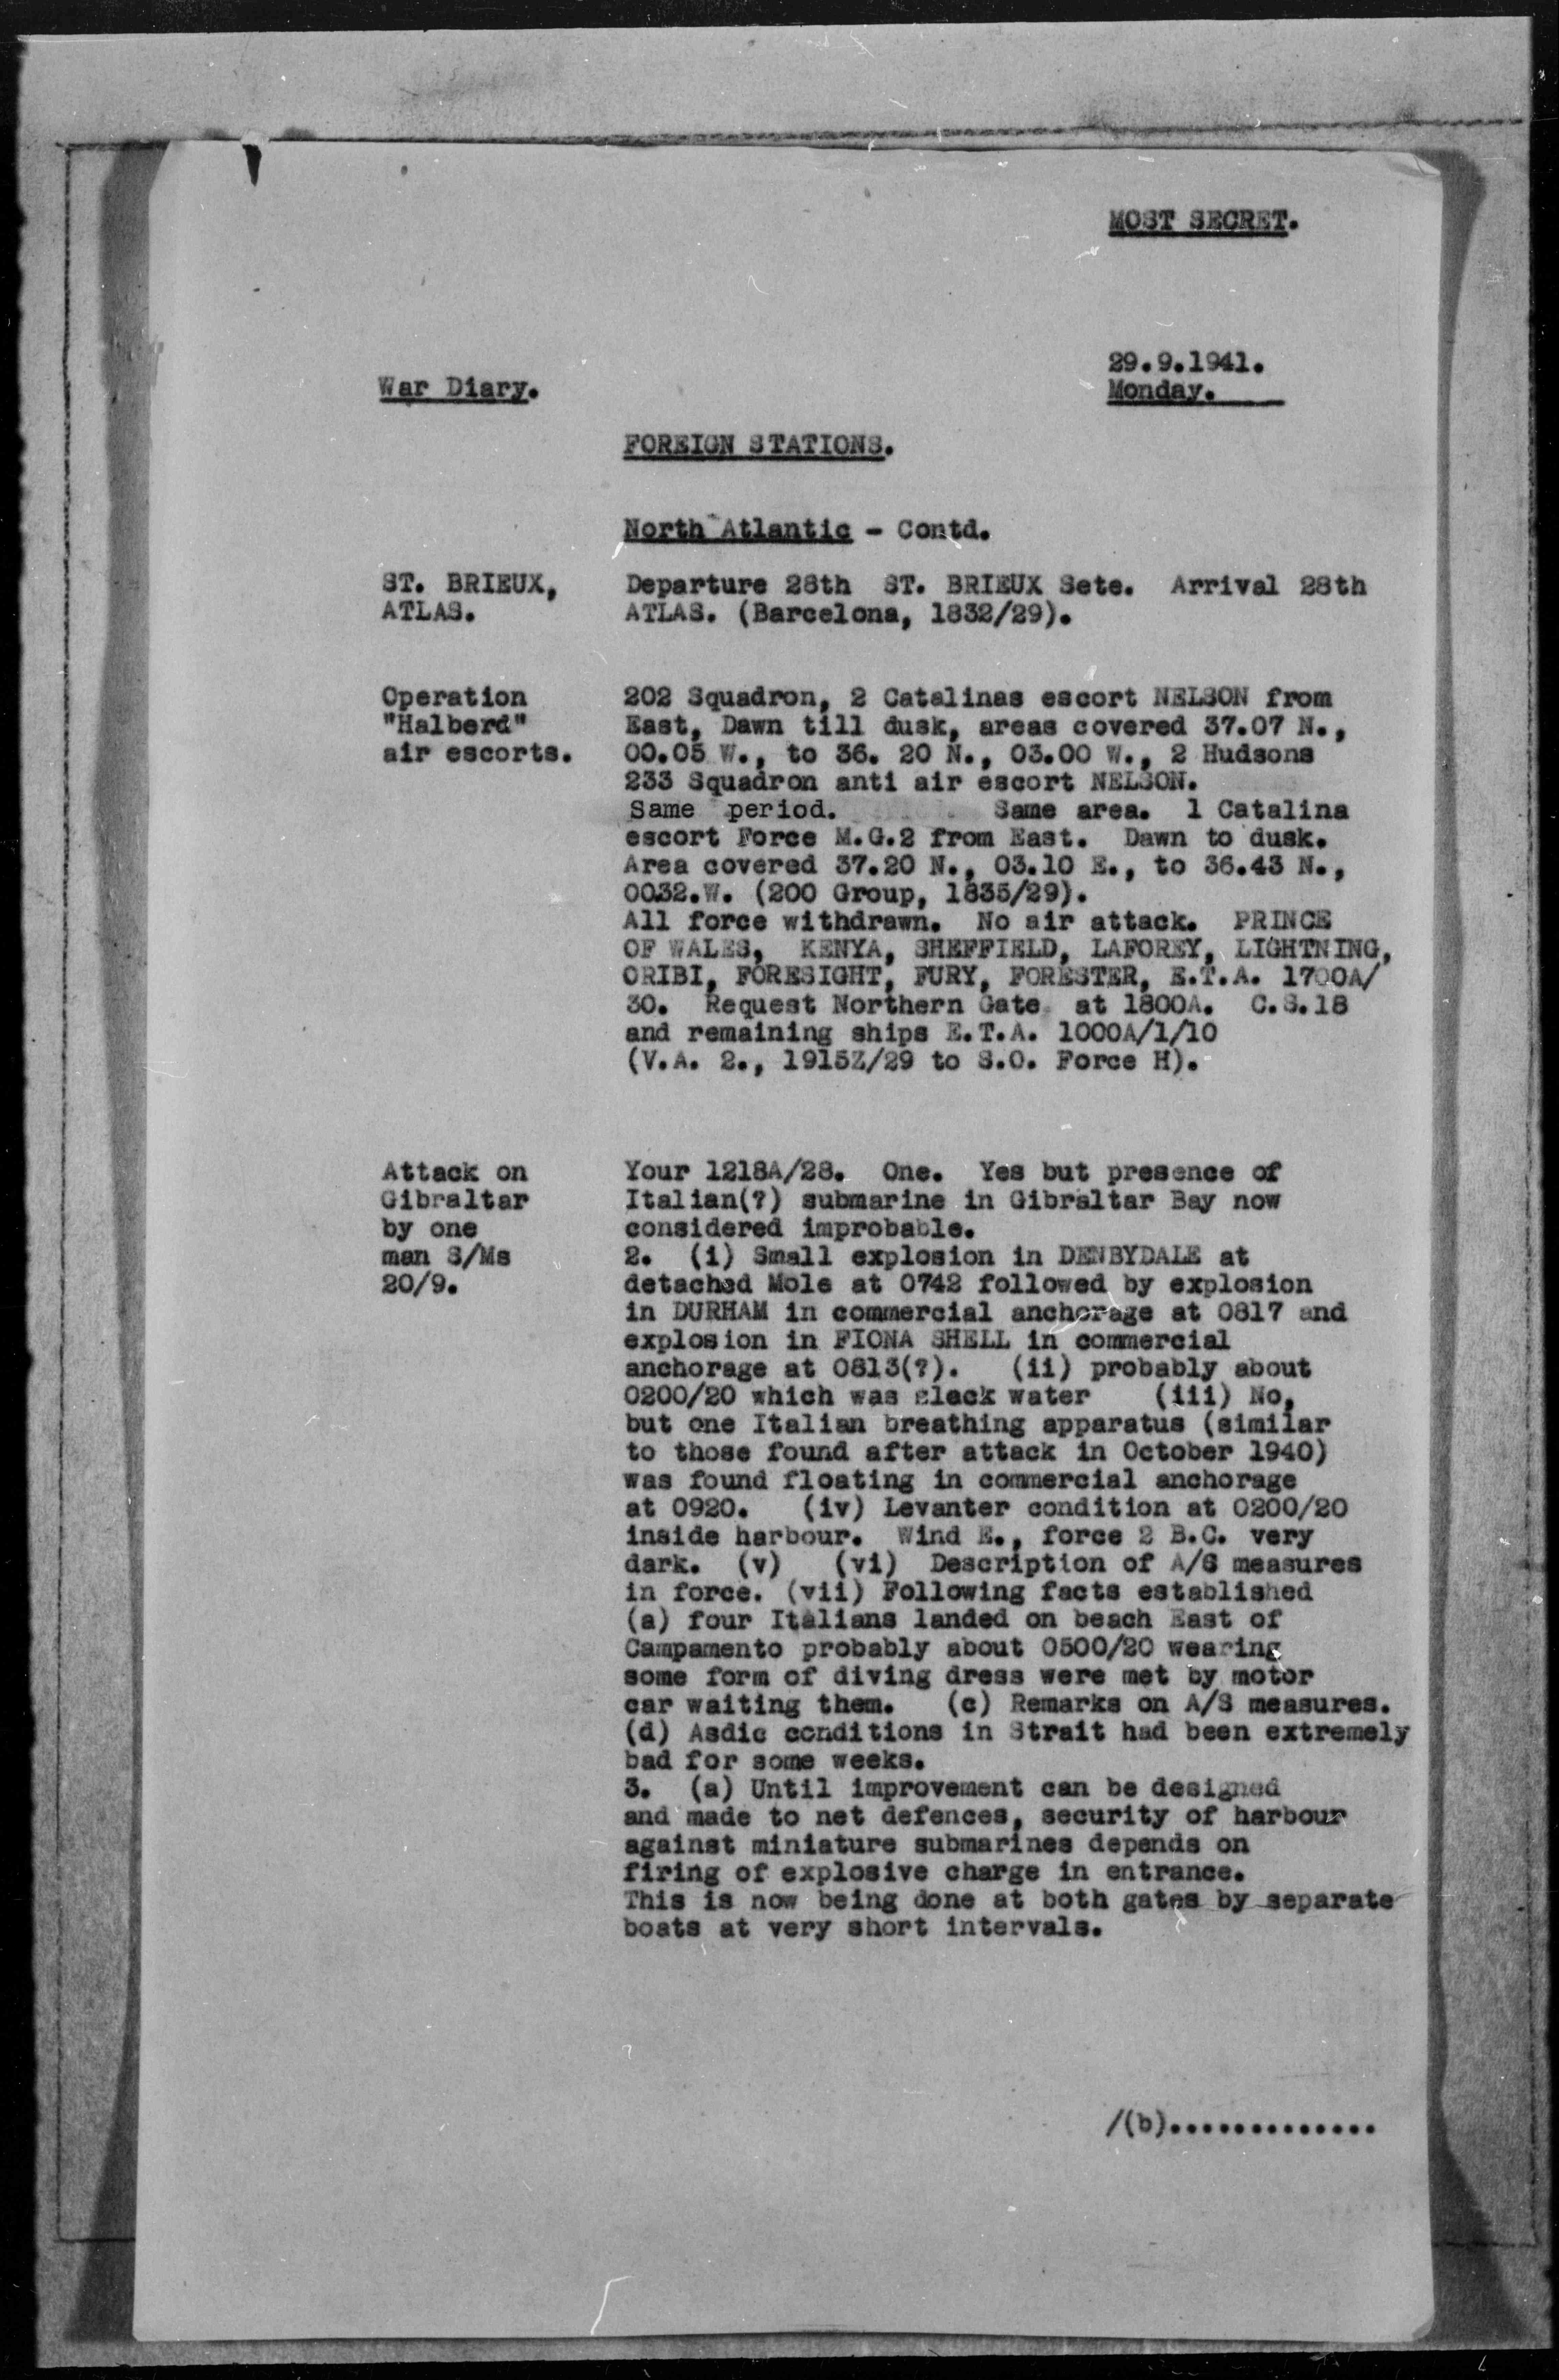 MOST SECRET.
29.9.1941.
War Diary.
Monday.
FOREIGN STATIONS.
North Atlantic - Contd.
ST. BRIEUX,
ATLAS.
Departure 28th ST. BRIEUX Sete. Arrival 28th
ATLAS. (Barcelona, 1832/29).
Operation
"Halberd"
air escorts.
202 Squadron, 2 Catalinas escort NELSON from
East, Dawn till dusk, areas covered 37.07 N.,
00.05 W., to 36. 20 N., 03.00 W., 2 Hudsons
233 Squadron anti air escort NELSON.
Same period. Same area. 1 Catalina
escort Force M.G.2 from East. Dawn to dusk.
Area covered 37.20 N., 03.10 E., to 36.43 N.,
0032.W. (200 Group, 1835/29).
All force withdrawn. No air attack. PRINCE
OF WALES, KENYA, SHEFFIELD, LAFOREY, LIGHTNING,
ORIBI, FORESIGHT, FURY, FORESTER, E.T.A. 1700A/
30. Request Northern Gate at 1800A. C.S.18
and remaining ships E.T.A. 1000A/1/10
(V.A. 2., 1915Z/29 to S.O. Force H).
Attack on
Gibraltar
by one
man S/Ms
20/9.
Your 1218A/28. One. Yes but presence of
Italian(?) submarine in Gibraltar Bay now
considered improbable.
2. (i) Small explosion in DENBYDALE at
detached Mole at 0742 followed by explosion
in DURHAM in commercial anchorage at 0817 and
explosion in FIONA SHELL in commercial
anchorage at 0813(?). (ii) probably about
0200/20 which was slack water (iii) No,
but one Italian breathing apparatus (similar
to those found after attack in October 1940)
was found floating in commercial anchorage
at 0920. (iv) Levanter condition at 0200/20
inside harbour. Wind E., force 2 B.C. very
dark. (v) (vi) Description of A/S measures
in force. (vii) Following facts established
(a) four Italians landed on beach East of
Campamento probably about 0500/20 wearing
some form of diving dress were met by motor
car waiting them. (c) Remarks on A/S measures.
(d) Asdic conditions in Strait had been extremely
bad for some weeks.
3. (a) Until improvement can be designed
and made to net defences, security of harbour
against miniature submarines depends on
firing of explosive charge in entrance.
This is now being done at both gates by separate
boats at very short intervals.
/(b).............